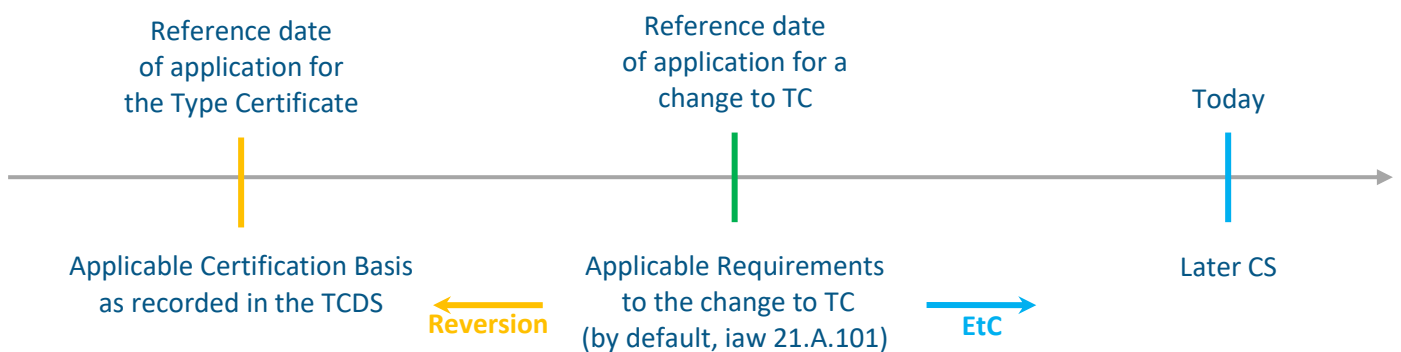 Reference date
of application for
the Type Certificate
Reference date
of application for a
change to TC
Today
Applicable Certification Basis
as recorded in the TCDS
Reversion
Applicable Requirements
to the change to TC
(by default, iaw 21.A.101)
EtC
Later CS